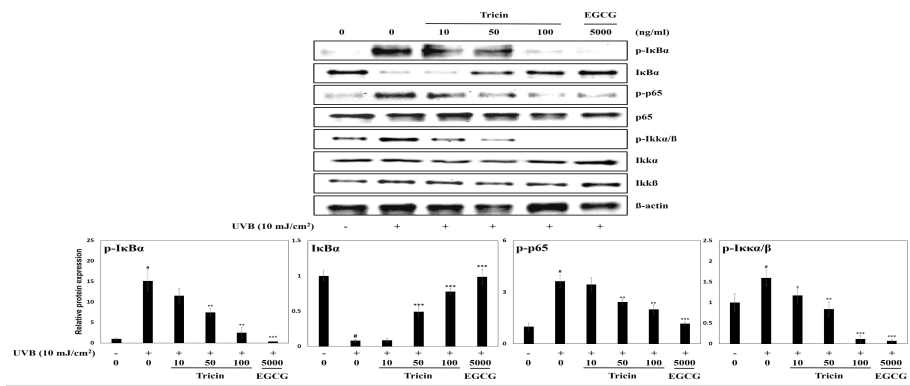 Tricin EGCG
0 0 10 50 100 5000 (ng/ml)
p-IκBα
IκBα
p-p65
p65
p-Ikkα/ß
Ikkα
Ikkß
ß-actin
UVB (10 mJ/cm²) - + + + + +
p-IκBα
Relative protein expression
25
20
15
10
5
0
#
**
**
***
IκBα
1.5
1
0.5
0
#
***
***
***
p-p65
6
3
0
#
**
**
***
p-Iκκα/β
2.5
2
1.5
1
0.5
0
#
*
**
***
***
UVB (10 mJ/cm²) - + + + + + - + + + + + - + + + + + - + + + + +
0 0 10 50 100 5000 0 0 10 50 100 5000 0 0 10 50 100 5000 0 0 10 50 100 5000
Tricin EGCG Tricin EGCG Tricin EGCG Tricin EGCG